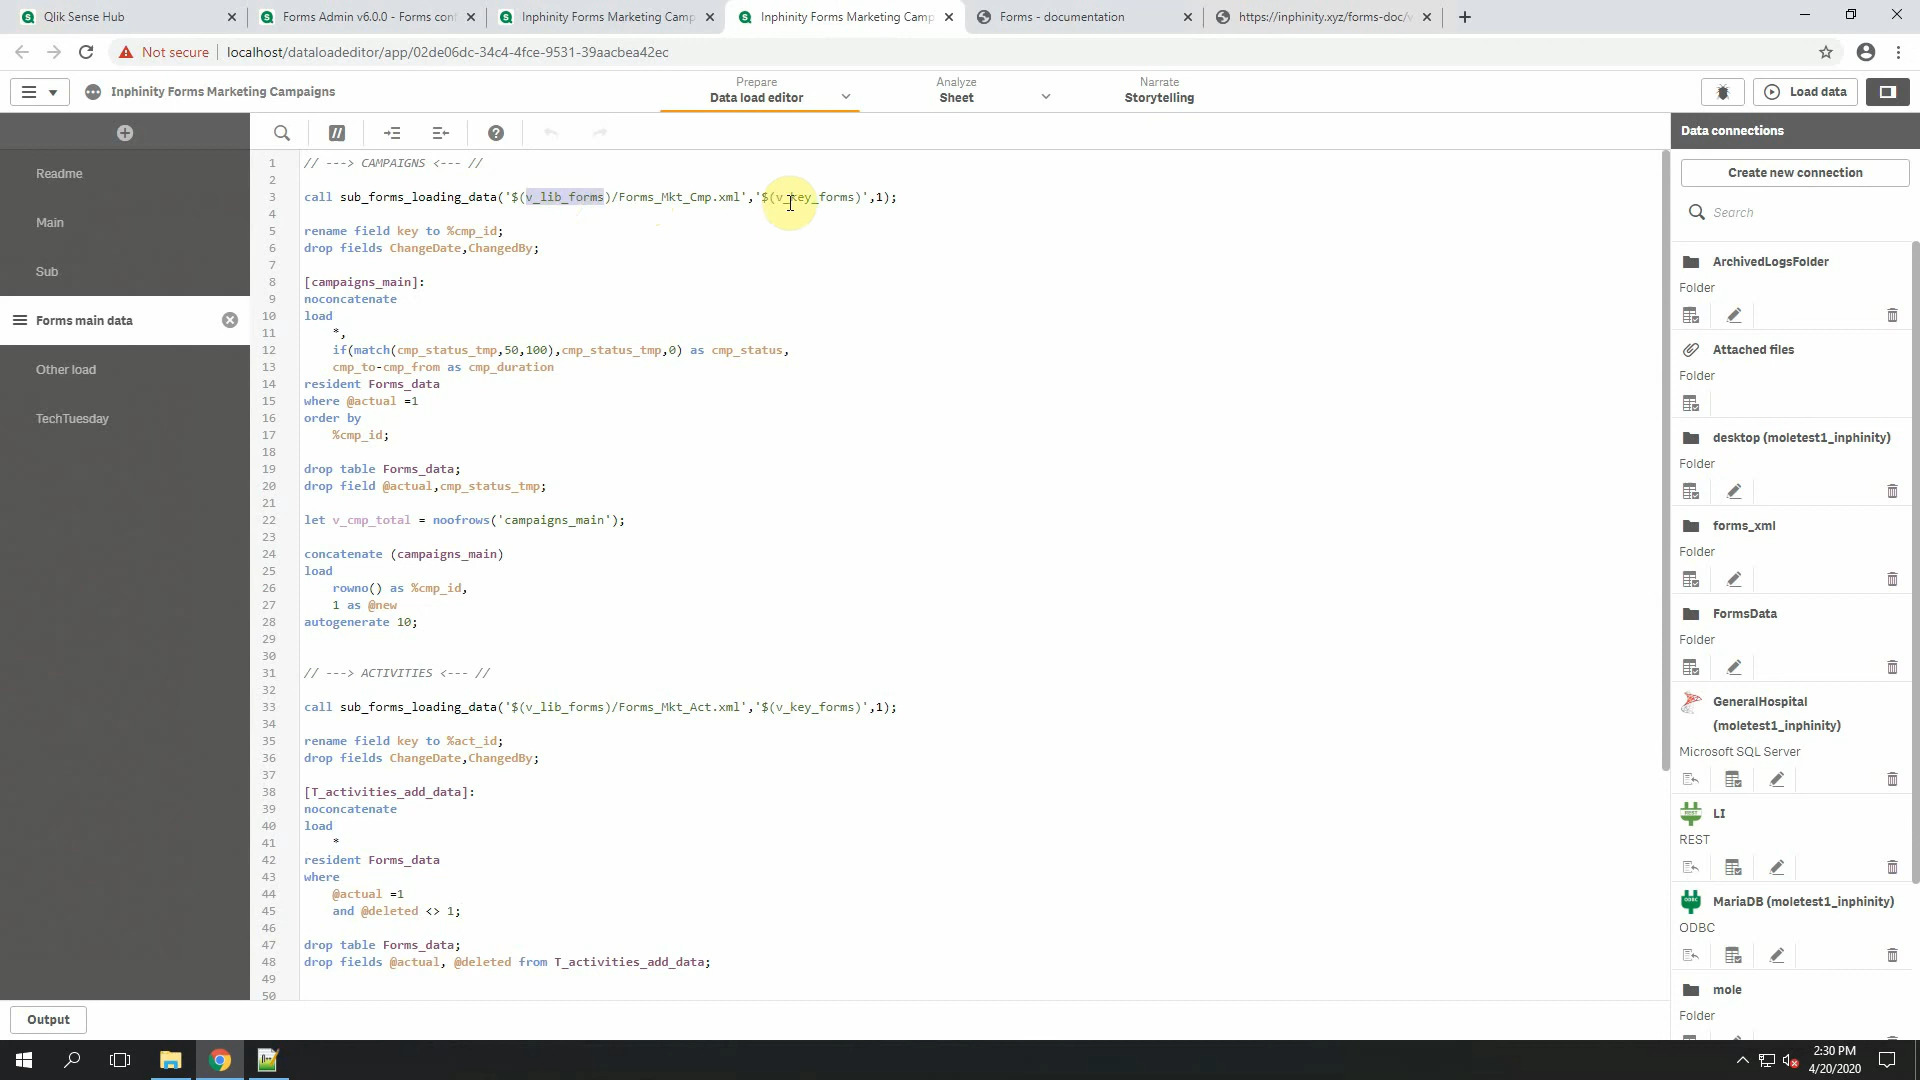 Qlik Sense Hub
Forms Admin v6.0.0 - Forms conf
Inphinity Forms Marketing Camp
Inphinity Forms Marketing Camp
Forms - documentation
https://inphinity.xyz/forms-doc/v
Not secure
localhost/dataloadeditor/app/02de06dc-34c4-4fce-9531-39aacbea42ec
Inphinity Forms Marketing Campaigns
Prepare
Data load editor
Analyze
Sheet
Narrate
Storytelling
Load data
Readme
Main
Sub
Forms main data
Other load
TechTuesday
1 // ---> CAMPAIGNS <--- //
2
3 call sub_forms_loading_data('$(v_lib_forms)/Forms_Mkt_Cmp.xml','$(v_key_forms)',1);
4
5 rename field key to %cmp_id;
6 drop fields ChangeDate,ChangedBy;
7
8 [campaigns_main]:
9 noconcatenate
10 load
11 *,
12 if(match(cmp_status_tmp,50,100),cmp_status_tmp,0) as cmp_status,
13 cmp_to-cmp_from as cmp_duration
14 resident Forms_data
15 where @actual =1
16 order by
17 %cmp_id;
18
19 drop table Forms_data;
20 drop field @actual,cmp_status_tmp;
21
22 let v_cmp_total = noofrows('campaigns_main');
23
24 concatenate (campaigns_main)
25 load
26 rowno() as %cmp_id,
27 1 as @new
28 autogenerate 10;
29
30
31 // ---> ACTIVITIES <--- //
32
33 call sub_forms_loading_data('$(v_lib_forms)/Forms_Mkt_Act.xml','$(v_key_forms)',1);
34
35 rename field key to %act_id;
36 drop fields ChangeDate,ChangedBy;
37
38 [T_activities_add_data]:
39 noconcatenate
40 load
41 *
42 resident Forms_data
43 where
44 @actual =1
45 and @deleted <> 1;
46
47 drop table Forms_data;
48 drop fields @actual, @deleted from T_activities_add_data;
49
50
Data connections
Create new connection
Search
ArchivedLogsFolder
Folder
Attached files
Folder
desktop (moletest1_inphinity)
Folder
forms_xml
Folder
FormsData
Folder
GeneralHospital
(moletest1_inphinity)
Microsoft SQL Server
LI
REST
MariaDB (moletest1_inphinity)
ODBC
mole
Folder
Output
2:30 PM
4/20/2020